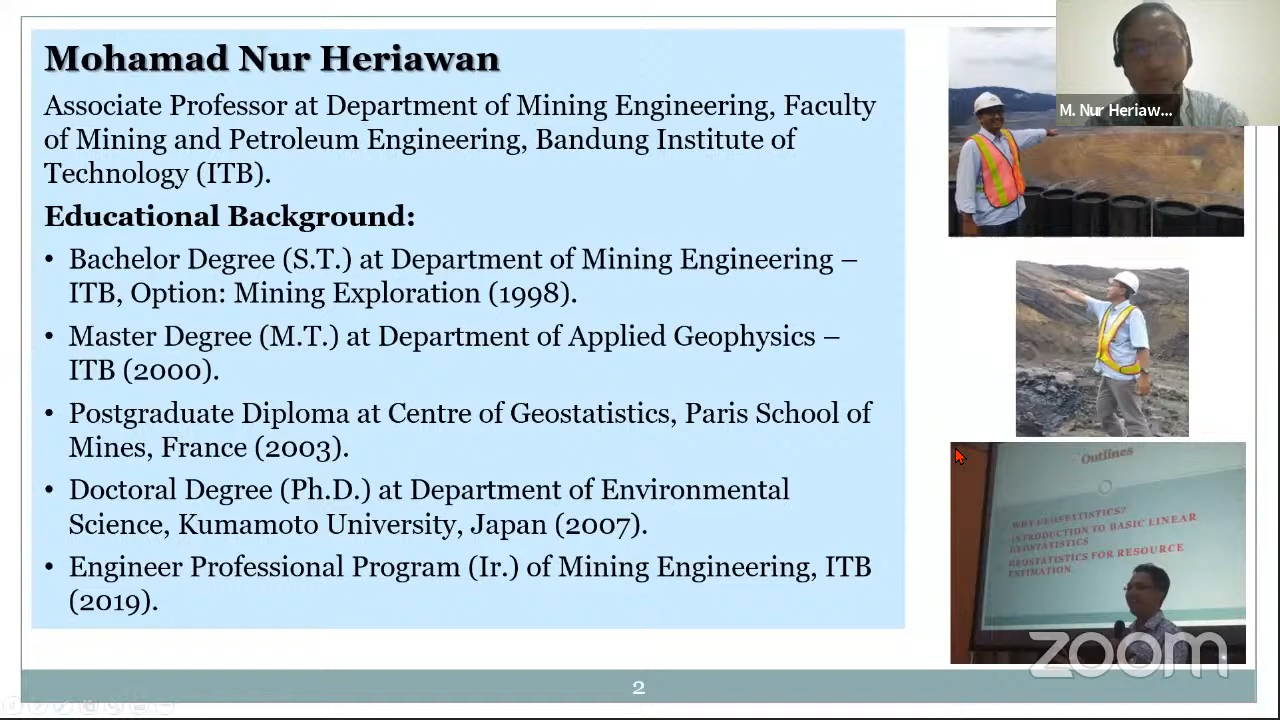 Mohamad Nur Heriawan
Associate Professor at Department of Mining Engineering, Faculty
of Mining and Petroleum Engineering, Bandung Institute of
Technology (ITB).
Educational Background:
• Bachelor Degree (S.T.) at Department of Mining Engineering –
ITB, Option: Mining Exploration (1998).
• Master Degree (M.T.) at Department of Applied Geophysics –
ITB (2000).
• Postgraduate Diploma at Centre of Geostatistics, Paris School of
Mines, France (2003).
• Doctoral Degree (Ph.D.) at Department of Environmental
Science, Kumamoto University, Japan (2007).
• Engineer Professional Program (Ir.) of Mining Engineering, ITB
(2019).
M. Nur Heriaw...
Outlines
WHY GEOSTATISTICS?
INTRODUCTION TO BASIC LINEAR
GEOSTATISTICS
GEOSTATISTICS FOR RESOURCE
ESTIMATION
zoom
2